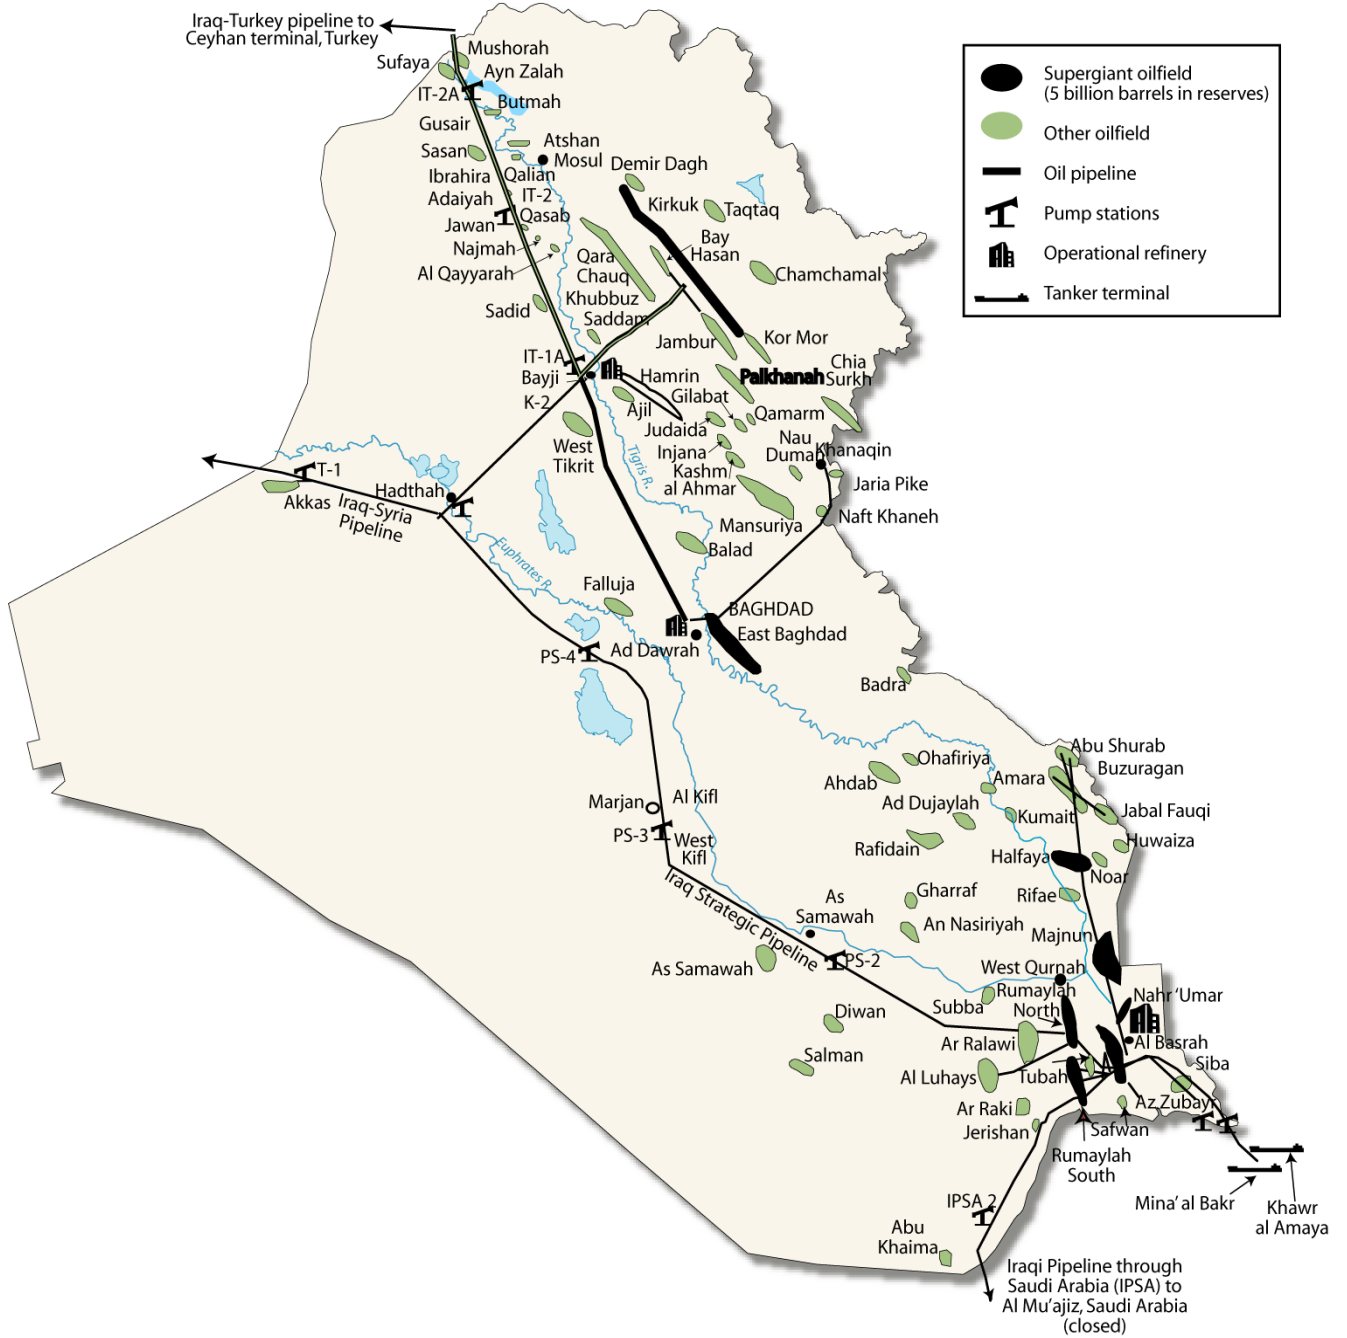 Iraq-Turkey pipeline to
Ceyhan terminal, Turkey
Mushorah
Sufaya
Ayn Zalah
IT-2A
Butmah
Gusair
Atshan
Sasan
Mosul
Demir Dagh
Ibrahira
Qalian
Adaiyah
IT-2
Kirkuk
Taqtaq
Jawan
Qasab
Najmah
Bay
Hasan
Al Qayyarah
Qara
Chauq
Chamchamal
Khubbuz
Sadid
Saddam
Jambur
Kor Mor
IT-1A
Chia
Surkh
Bayji
Hamrin
Palkhanah
K-2
Gilabat
Ajil
Qamarm
Judaida
West
Tikrit
Injana
Nau
Dumah
Khanaqin
Tigris R.
Kashm
al Ahmar
T-1
Hadthah
Jaria Pike
Akkas
Iraq-Syria
Pipeline
Mansuriya
Naft Khaneh
Euphrates R.
Balad
Falluja
BAGHDAD
East Baghdad
Ad Dawrah
PS-4
Badra
Abu Shurab
Ohafiriya
Buzuragan
Ahdab
Amara
Marjan
Al Kifl
Ad Dujaylah
Kumait
Jabal Fauqi
PS-3
West
Kifl
Rafidain
Huwaiza
Halfaya
Noar
Iraq Strategic Pipeline
Gharraf
Rifae
As
Samawah
An Nasiriyah
Majnun
As Samawah
PS-2
West Qurnah
Subba
Rumaylah
North
Nahr 'Umar
Diwan
Ar Ralawi
Al Basrah
Salman
Siba
Al Luhays
Tubah
Ar Raki
Az Zubayr
Jerishan
Safwan
Rumaylah
South
IPSA 2
Mina' al Bakr
Khawr
al Amaya
Abu
Khaima
Iraqi Pipeline through
Saudi Arabia (IPSA) to
Al Mu'ajiz, Saudi Arabia
(closed)
Supergiant oilfield
(5 billion barrels in reserves)
Other oilfield
Oil pipeline
Pump stations
Operational refinery
Tanker terminal